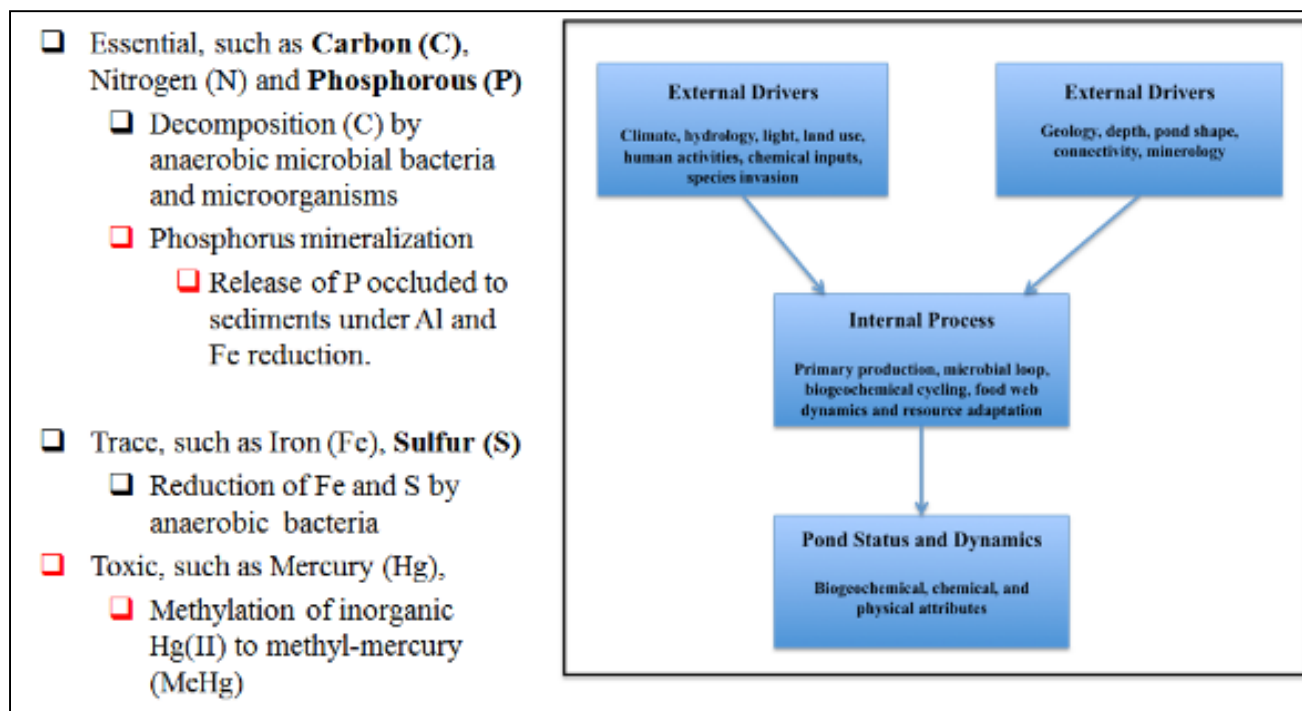 Essential, such as Carbon (C),
Nitrogen (N) and Phosphorous (P)
Decomposition (C) by
anaerobic microbial bacteria
and microorganisms
Phosphorus mineralization
Release of P occluded to
sediments under Al and
Fe reduction.
Trace, such as Iron (Fe), Sulfur (S)
Reduction of Fe and S by
anaerobic bacteria
Toxic, such as Mercury (Hg),
Methylation of inorganic
Hg(II) to methyl-mercury
(MeHg)
External Drivers
Climate, hydrology, light, land use,
human activities, chemical inputs,
species invasion
External Drivers
Geology, depth, pond shape,
connectivity, minerology
Internal Process
Primary production, microbial loop,
biogeochemical cycling, food web
dynamics and resource adaptation
Pond Status and Dynamics
Biogeochemical, chemical, and
physical attributes